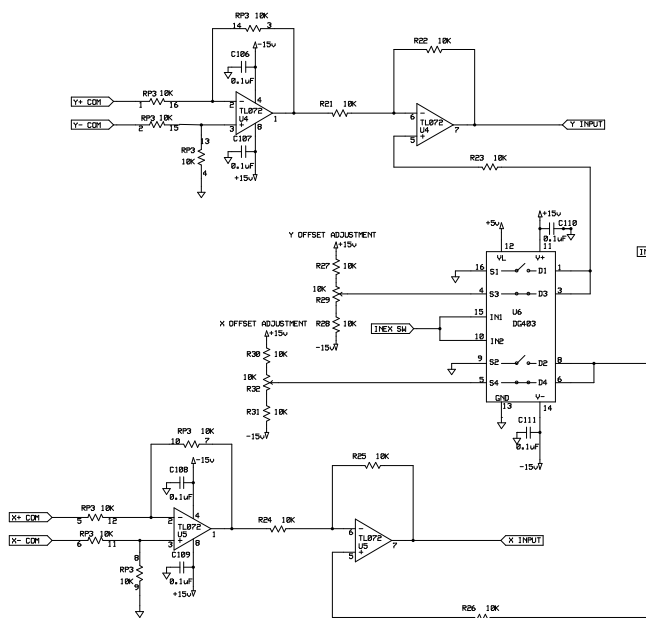 RP3 10K
14 3
-15v
C106
0.1uF
4
Y+ COM
RP3 10K
1 16
2
TL072
U4
1
Y- COM
RP3 10K
2 15
3
8
13
RP3
10K
4
C107
0.1uF
+15v
R21 10K
R22 10K
6
TL072
U4
7
5
Y INPUT
R23 10K
+15v
C110
0.1uF
+5v
12
11
VL V+
16 S1 D1 1
4 S3 D3 3
15 IN1
U6
DG403
10 IN2
9 S2 D2 8
5 S4 D4 6
GND V-
13
14
C111
0.1uF
-15v
INEX SW
IN
Y OFFSET ADJUSTMENT
+15v
R27 10K
10K
R29
R28 10K
-15v
X OFFSET ADJUSTMENT
+15v
R30 10K
10K
R32
R31 10K
-15v
RP3 10K
10 7
-15v
C108
0.1uF
4
X+ COM
RP3 10K
5 12
2
TL072
U5
1
X- COM
RP3 10K
6 11
3
8
8
RP3
10K
9
C109
0.1uF
+15v
R24 10K
R25 10K
6
TL072
U5
7
5
X INPUT
R26 10K